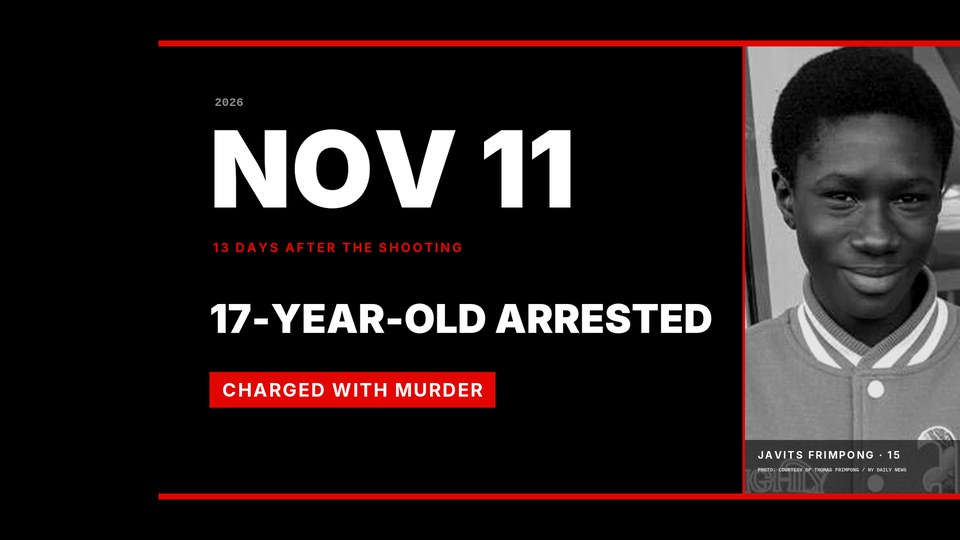 2026
NOV 11
13 DAYS AFTER THE SHOOTING
17-YEAR-OLD ARRESTED
CHARGED WITH MURDER
JAVITS FRIMPONG · 15
PHOTO: COURTESY OF THOMAS FRIMPONG / NY DAILY NEWS